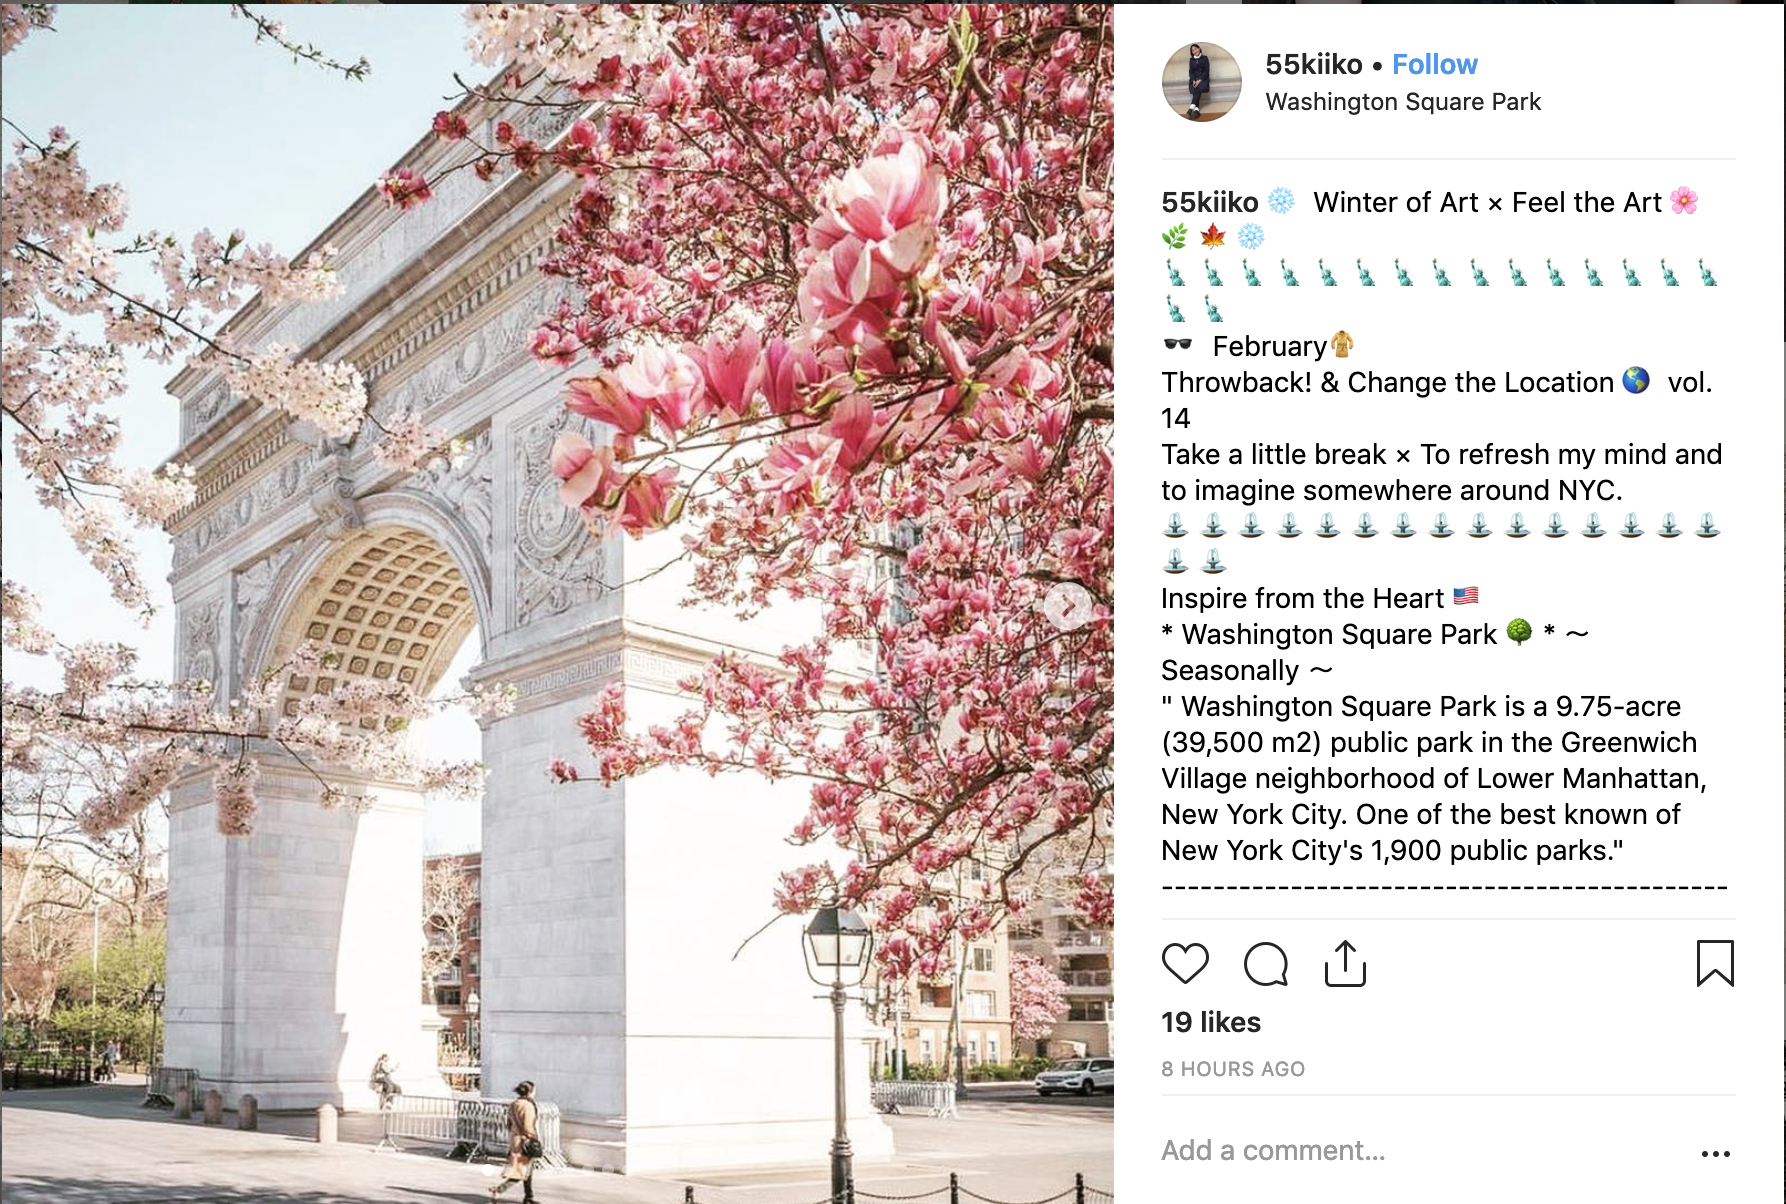 55kiiko • Follow
Washington Square Park
55kiiko ❄️ Winter of Art × Feel the Art 🌸
🌿 🍁 ❄️
🗽 🗽 🗽 🗽 🗽 🗽 🗽 🗽 🗽 🗽 🗽 🗽 🗽 🗽 🗽
🗽 🗽
🕶 February🧥
Throwback! & Change the Location 🌎 vol.
14
Take a little break × To refresh my mind and
to imagine somewhere around NYC.
⛲ ⛲ ⛲ ⛲ ⛲ ⛲ ⛲ ⛲ ⛲ ⛲ ⛲ ⛲ ⛲ ⛲ ⛲
⛲ ⛲
Inspire from the Heart 🇺🇸
* Washington Square Park 🌳 * 〜
Seasonally 〜
" Washington Square Park is a 9.75-acre
(39,500 m2) public park in the Greenwich
Village neighborhood of Lower Manhattan,
New York City. One of the best known of
New York City's 1,900 public parks."
--------------------------------------------
19 likes
8 HOURS AGO
Add a comment...